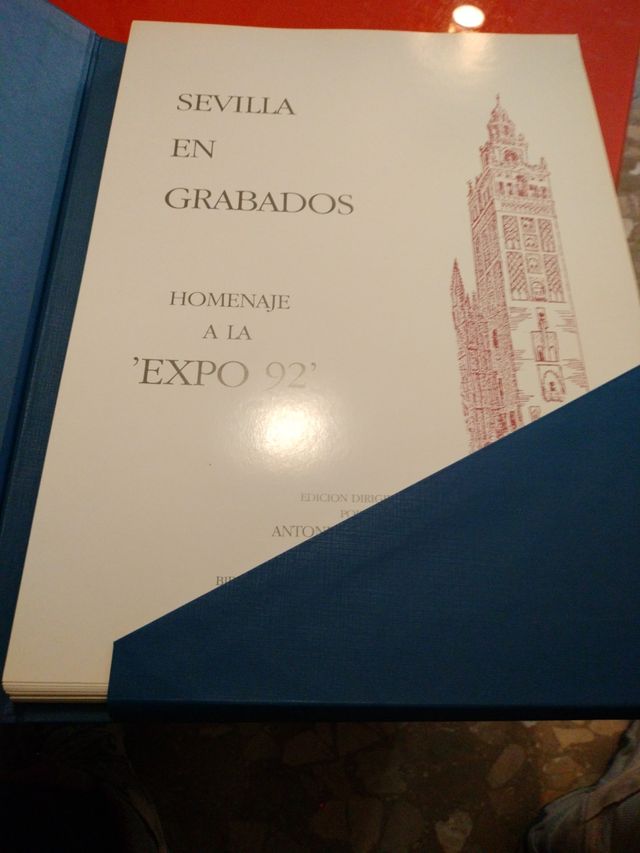 SEVILLA
EN
GRABADOS
HOMENAJE
A LA
'EXPO 92'
EDICION